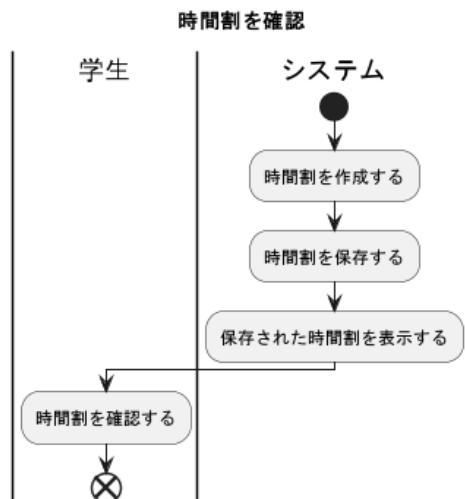 時間割を確認
学生
システム
時間割を作成する
時間割を保存する
保存された時間割を表示する
時間割を確認する